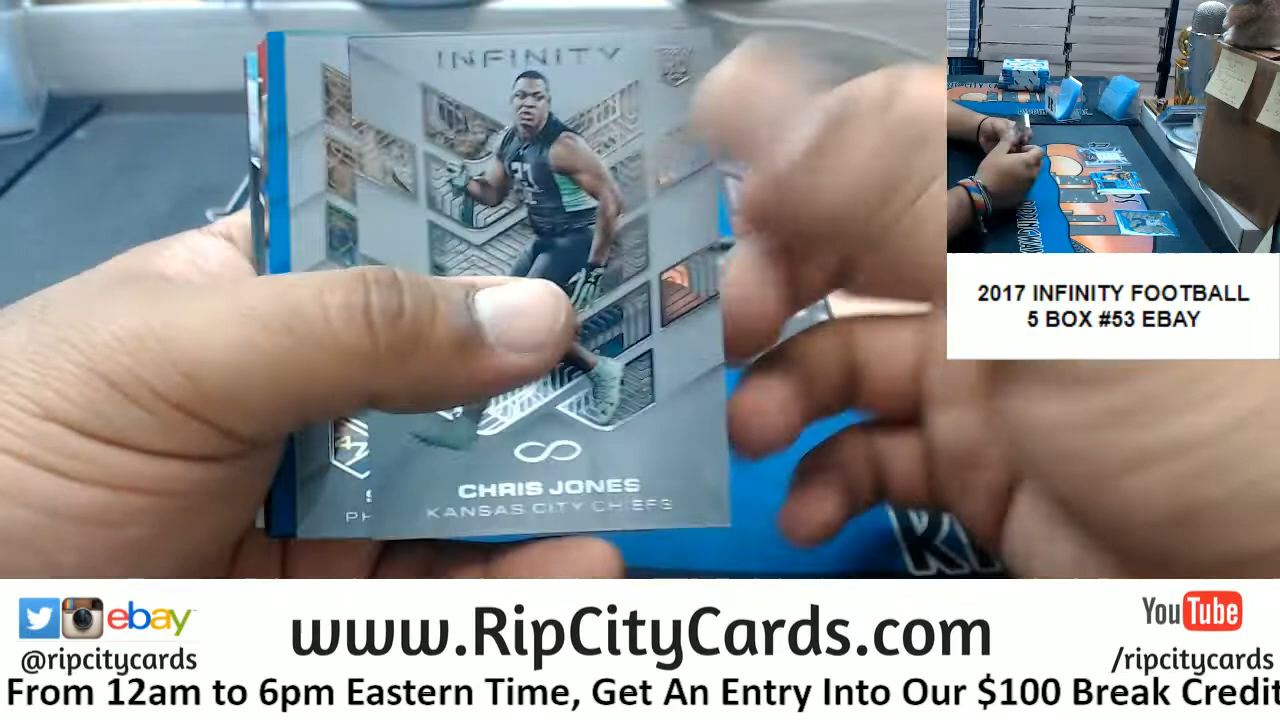 INFINITY
CHRIS JONES
KANSAS CITY CHIEFS
PH
2017 INFINITY FOOTBALL
5 BOX #53 EBAY
ebay
@ripcitycards
www.RipCityCards.com
YouTube
/ripcitycards
From 12am to 6pm Eastern Time, Get An Entry Into Our $100 Break Credit